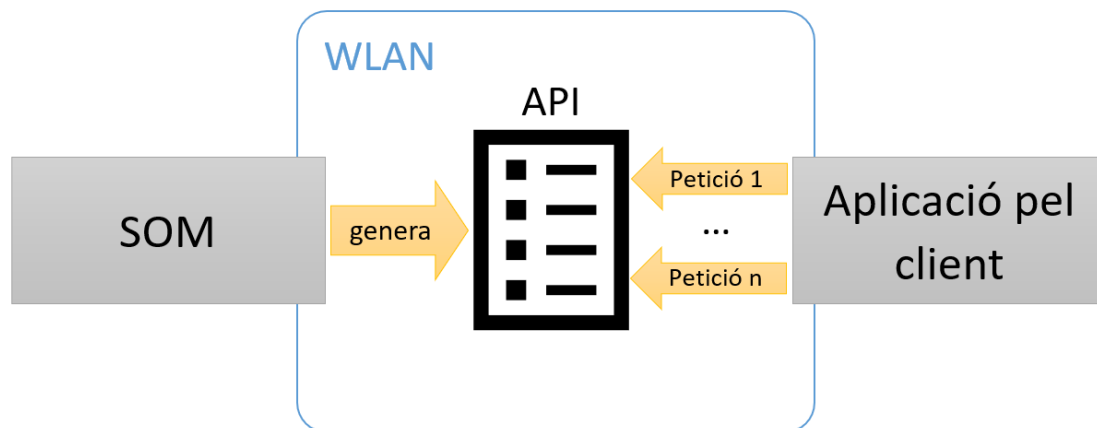 WLAN
API
SOM
genera
Petició 1
...
Petició n
Aplicació pel
client